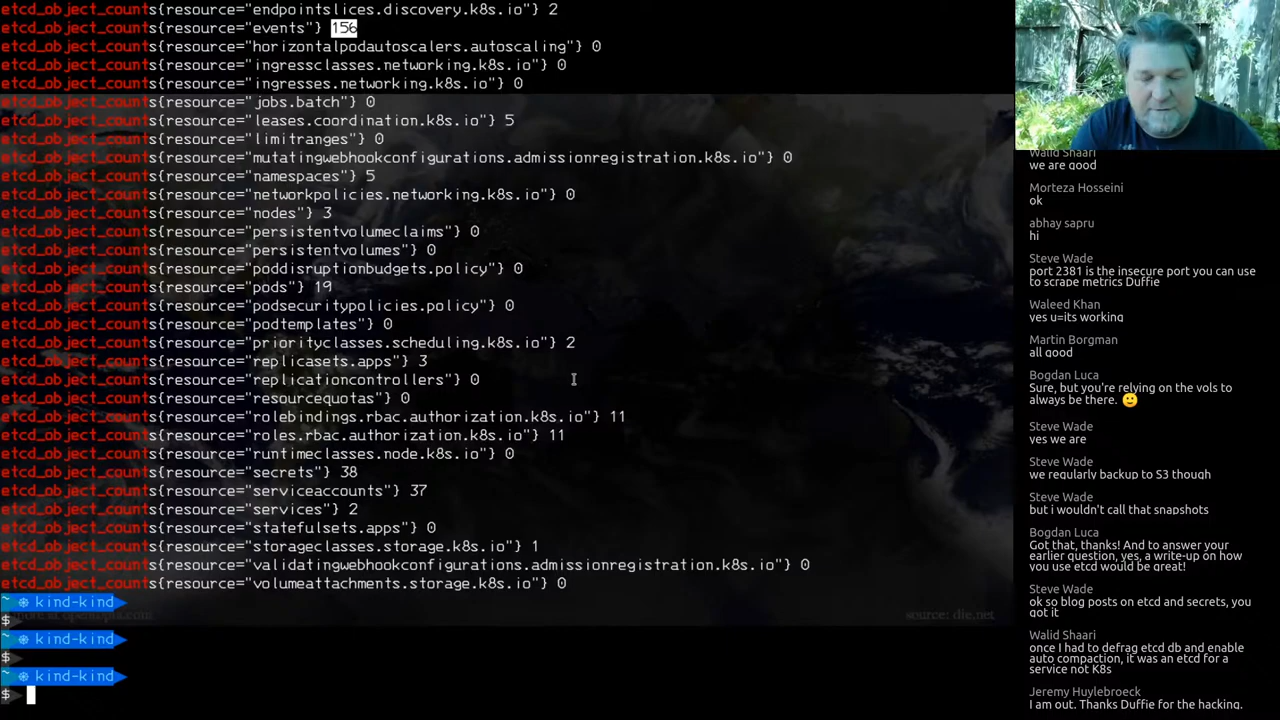 etcd_object_counts{resource="endpointslices.discovery.k8s.io"} 2
etcd_object_counts{resource="events"} 156
etcd_object_counts{resource="horizontalpodautoscalers.autoscaling"} 0
etcd_object_counts{resource="ingressclasses.networking.k8s.io"} 0
etcd_object_counts{resource="ingresses.networking.k8s.io"} 0
etcd_object_counts{resource="jobs.batch"} 0
etcd_object_counts{resource="leases.coordination.k8s.io"} 5
etcd_object_counts{resource="limitranges"} 0
etcd_object_counts{resource="mutatingwebhookconfigurations.admissionregistration.k8s.io"} 0
etcd_object_counts{resource="namespaces"} 5
etcd_object_counts{resource="networkpolicies.networking.k8s.io"} 0
etcd_object_counts{resource="nodes"} 3
etcd_object_counts{resource="persistentvolumeclaims"} 0
etcd_object_counts{resource="persistentvolumes"} 0
etcd_object_counts{resource="poddisruptionbudgets.policy"} 0
etcd_object_counts{resource="pods"} 19
etcd_object_counts{resource="podsecuritypolicies.policy"} 0
etcd_object_counts{resource="podtemplates"} 0
etcd_object_counts{resource="priorityclasses.scheduling.k8s.io"} 2
etcd_object_counts{resource="replicasets.apps"} 3
etcd_object_counts{resource="replicationcontrollers"} 0
etcd_object_counts{resource="resourcequotas"} 0
etcd_object_counts{resource="rolebindings.rbac.authorization.k8s.io"} 11
etcd_object_counts{resource="roles.rbac.authorization.k8s.io"} 11
etcd_object_counts{resource="runtimeclasses.node.k8s.io"} 0
etcd_object_counts{resource="secrets"} 38
etcd_object_counts{resource="serviceaccounts"} 37
etcd_object_counts{resource="services"} 2
etcd_object_counts{resource="statefulsets.apps"} 0
etcd_object_counts{resource="storageclasses.storage.k8s.io"} 1
etcd_object_counts{resource="validatingwebhookconfigurations.admissionregistration.k8s.io"} 0
etcd_object_counts{resource="volumeattachments.storage.k8s.io"} 0
~ ⎈ kind-kind
source: die.net
$
~ ⎈ kind-kind
$
~ ⎈ kind-kind
$
Walid Shaari
we are good
Morteza Hosseini
ok
abhay sapru
hi
Steve Wade
port 2381 is the insecure port you can use
to scrape metrics Duffie
Waleed Khan
yes u=its working
Martin Borgman
all good
Bogdan Luca
Sure, but you're relying on the vols to
always be there. 🙂
Steve Wade
yes we are
Steve Wade
we regularly backup to S3 though
Steve Wade
but i wouldn't call that snapshots
Bogdan Luca
Got that, thanks! And to answer your
earlier question, yes, a write-up on how
you use etcd would be great!
Steve Wade
ok so blog posts on etcd and secrets, you
got it
Walid Shaari
once I had to defrag etcd db and enable
auto compaction, it was an etcd for a
service not K8s
Jeremy Huylebroeck
I am out. Thanks Duffie for the hacking.